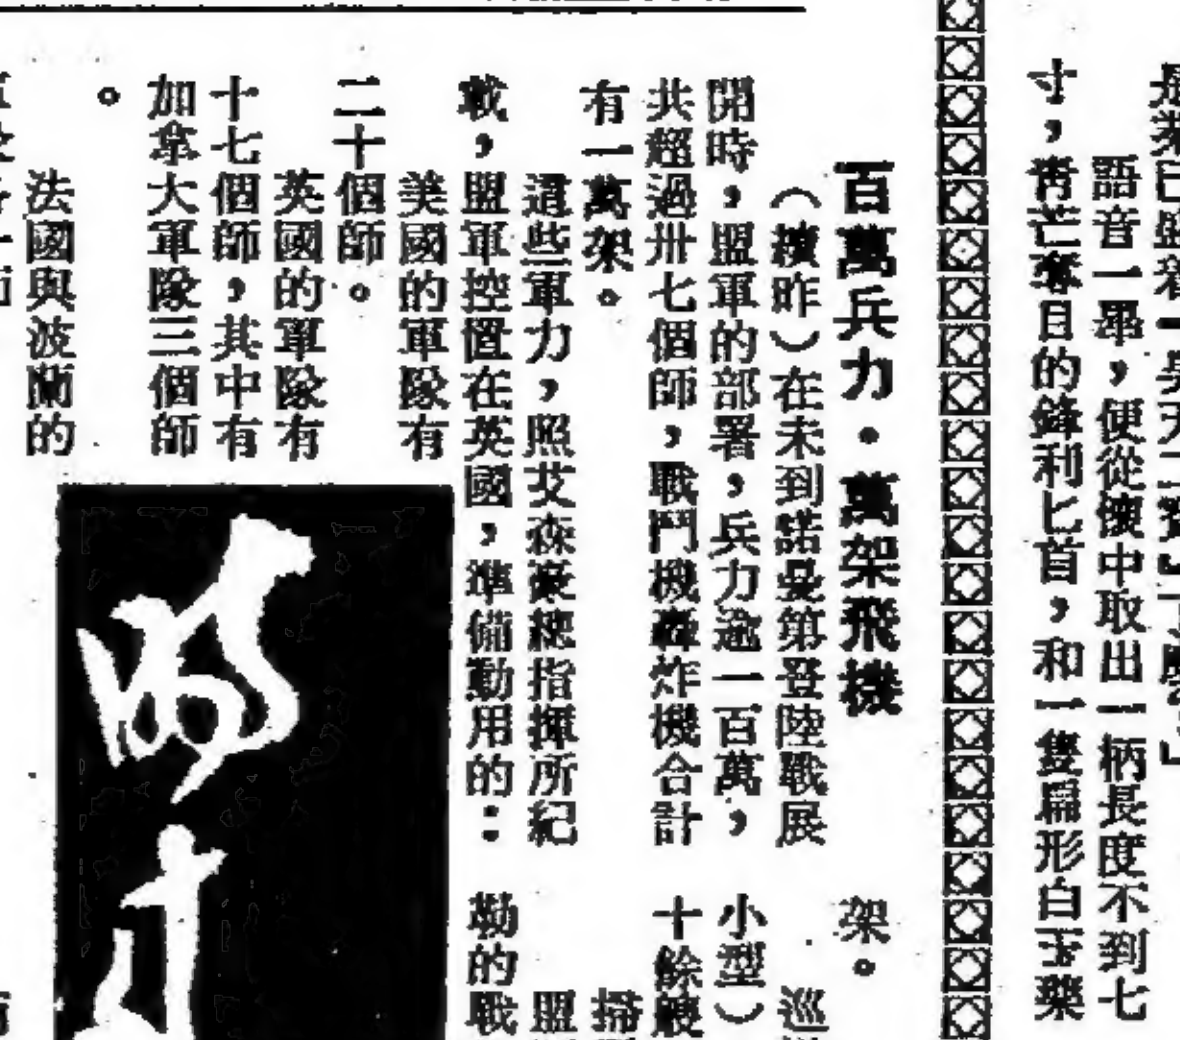 語音一畢，便從懷中取出一柄長度不到七
寸，靑芒奪目的鋒利匕首，和一隻扁形白玉藥
百萬兵力・萬架飛機
（續昨）在未到諾曼第登陸戰展
開時，盟軍的部署，兵力逾一百萬，
共超過卅七個師，戰鬥機轟炸機合計
有一萬架。
這些軍力，照艾森豪總指揮所紀
載，盟軍控置在英國，準備動用的：
美國的軍隊有
二十個師。
英國的軍隊有
十七個師，其中有
加拿大軍隊三個師
。
法國與波蘭的
架。
巡
小型）
十餘艘
掃
盟
勒的戰